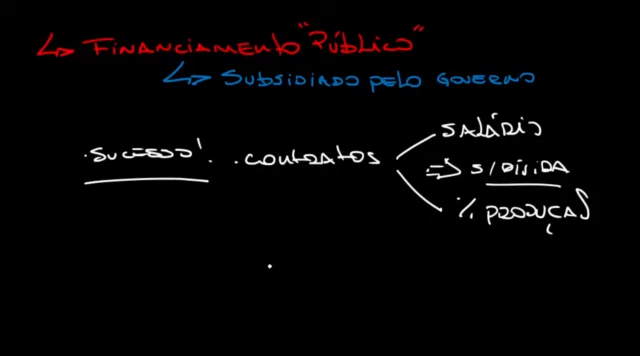 ↳ FINANCIAMENTO "PÚBLICO"
↳ SUBSIDIADO PELO GOVERNO
SALÁRIO
.SUCESSO! . CONTRATOS ⇒ S/DÍVIDA
% PRODUÇÃO